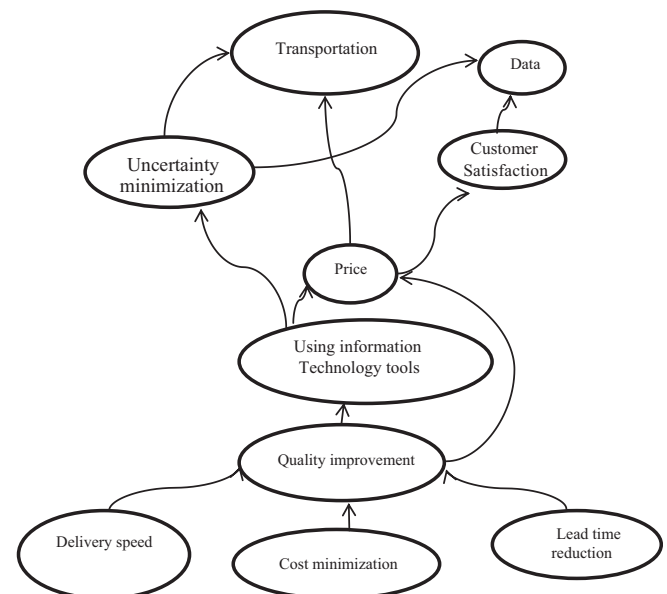 Transportation
Data
Uncertainty
minimization
Customer
Satisfaction
Price
Using information
Technology tools
Quality improvement
Delivery speed
Cost minimization
Lead time
reduction